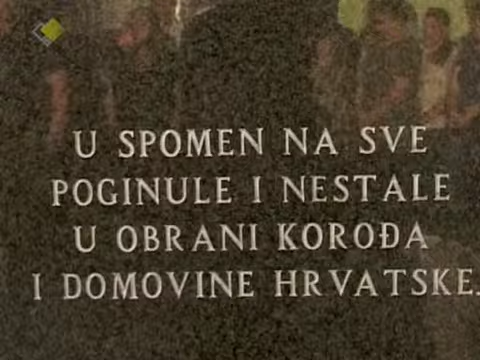 U SPOMEN NA SVE
POGINULE I NESTALE
U OBRANI KOROĐA
I DOMOVINE HRVATSKE.